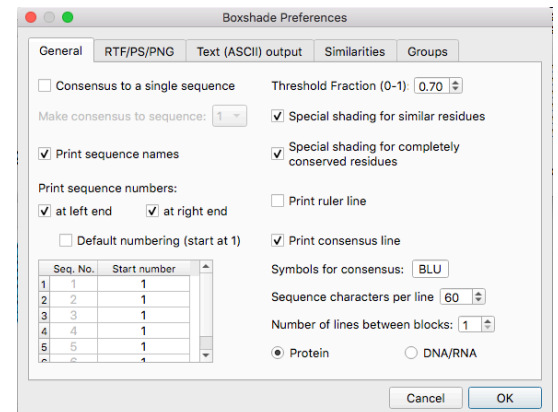 Boxshade Preferences
General
RTF/PS/PNG
Text (ASCII) output
Similarities
Groups
Consensus to a single sequence
Make consensus to sequence: 1
Print sequence names
Print sequence numbers:
at left end
at right end
Default numbering (start at 1)
Seq. No. Start number
1 1 1
2 2 1
3 3 1
4 4 1
5 5 1
Threshold Fraction (0-1): 0.70
Special shading for similar residues
Special shading for completely
conserved residues
Print ruler line
Print consensus line
Symbols for consensus: BLU
Sequence characters per line 60
Number of lines between blocks: 1
Protein
DNA/RNA
Cancel
OK